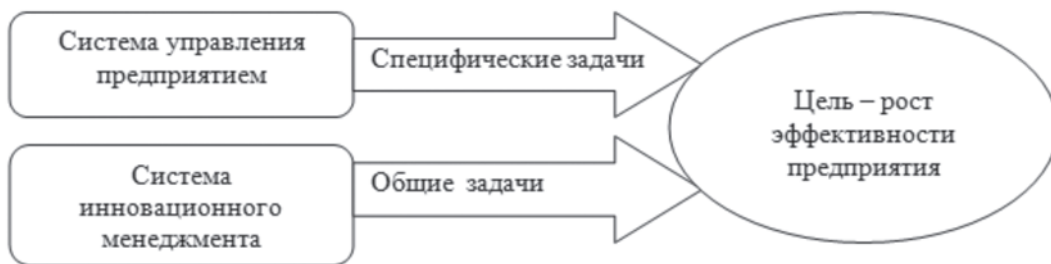 Система управления
предприятием
Специфические задачи
Цель – рост
эффективности
предприятия
Система
инновационного
менеджмента
Общие задачи